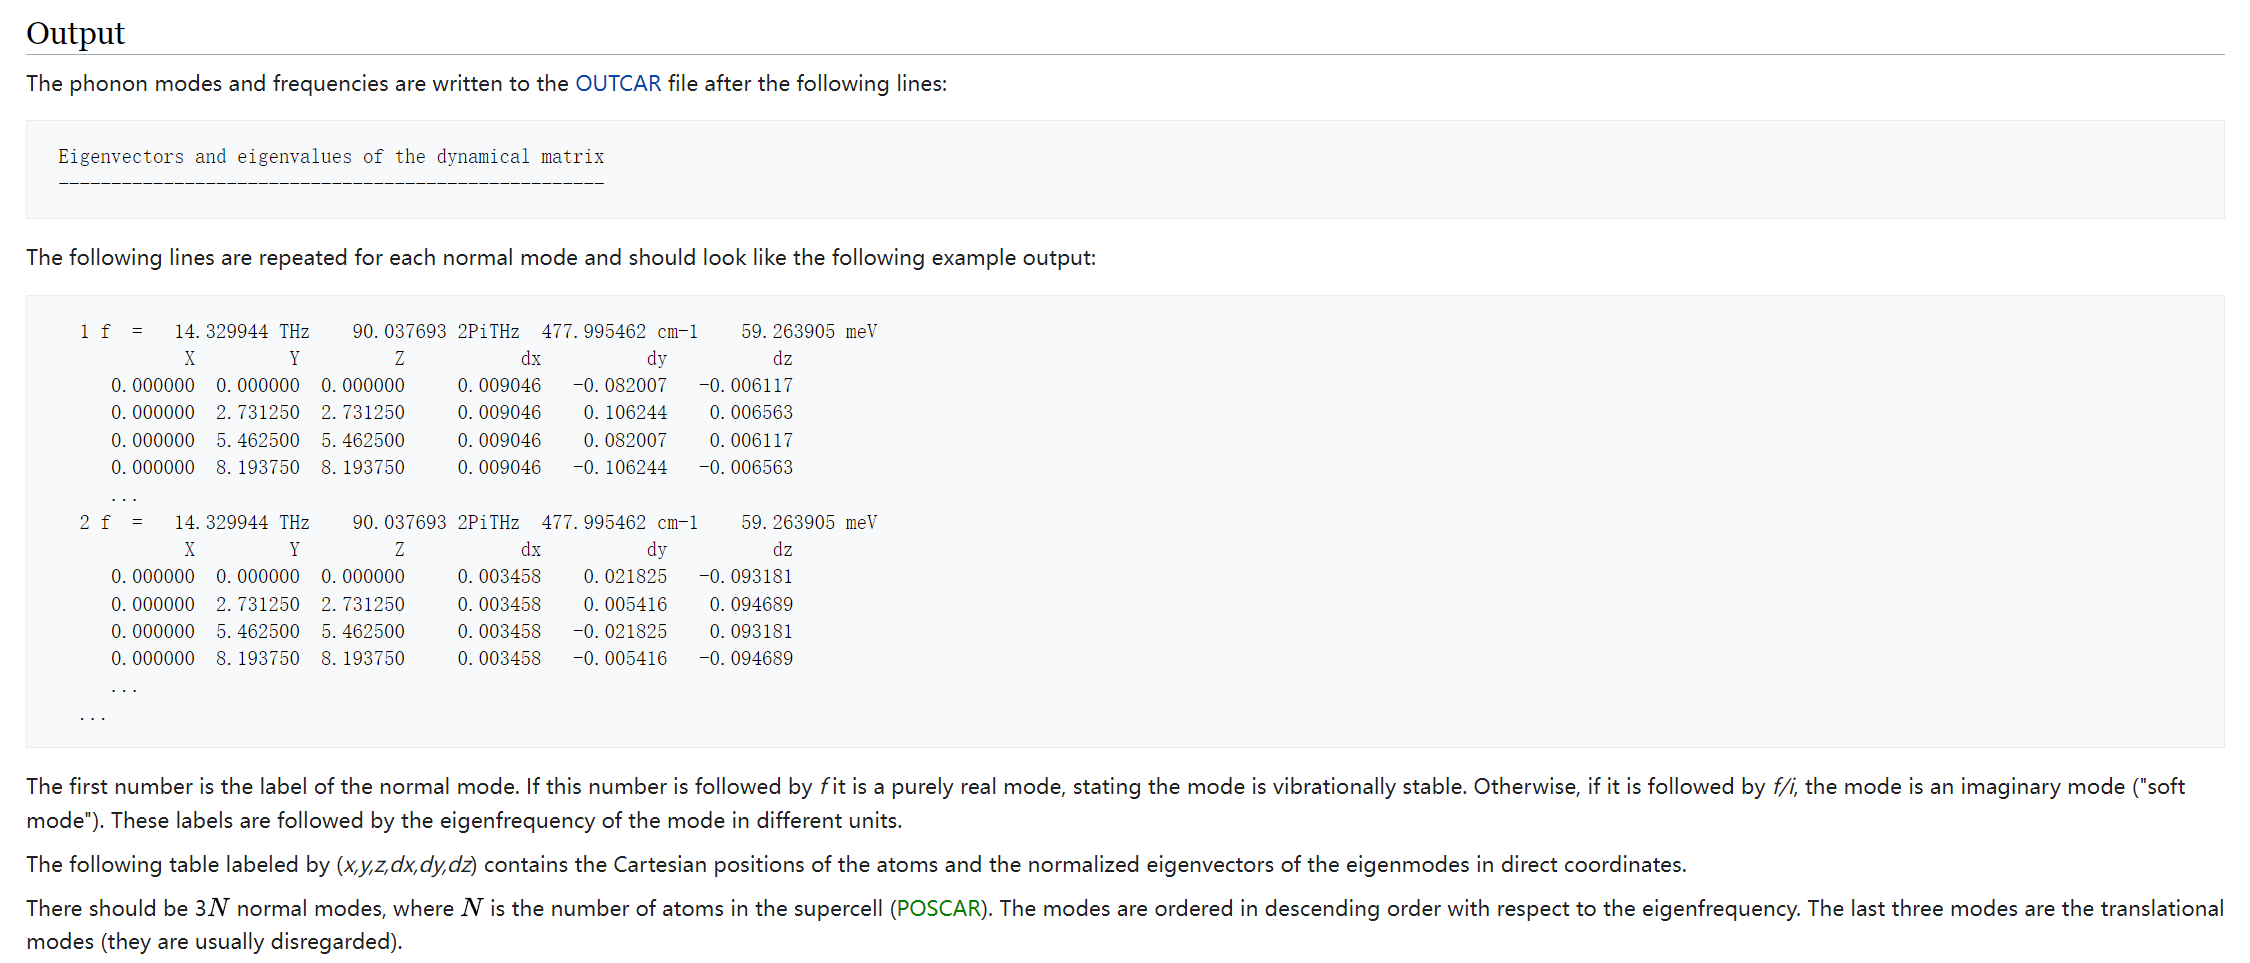 Output
The phonon modes and frequencies are written to the OUTCAR file after the following lines:
Eigenvectors and eigenvalues of the dynamical matrix
----------------------------------------------------
The following lines are repeated for each normal mode and should look like the following example output:
1 f  =   14.329944 THz    90.037693 2PiTHz  477.995462 cm-1    59.263905 meV
X         Y         Z           dx          dy          dz
0.000000  0.000000  0.000000     0.009046   -0.082007   -0.006117
0.000000  2.731250  2.731250     0.009046    0.106244    0.006563
0.000000  5.462500  5.462500     0.009046    0.082007    0.006117
0.000000  8.193750  8.193750     0.009046   -0.106244   -0.006563
...
2 f  =   14.329944 THz    90.037693 2PiTHz  477.995462 cm-1    59.263905 meV
X         Y         Z           dx          dy          dz
0.000000  0.000000  0.000000     0.003458    0.021825   -0.093181
0.000000  2.731250  2.731250     0.003458    0.005416    0.094689
0.000000  5.462500  5.462500     0.003458   -0.021825    0.093181
0.000000  8.193750  8.193750     0.003458   -0.005416   -0.094689
...
...
The first number is the label of the normal mode. If this number is followed by f it is a purely real mode, stating the mode is vibrationally stable. Otherwise, if it is followed by f/i, the mode is an imaginary mode ("soft
mode"). These labels are followed by the eigenfrequency of the mode in different units.
The following table labeled by (x,y,z,dx,dy,dz) contains the Cartesian positions of the atoms and the normalized eigenvectors of the eigenmodes in direct coordinates.
There should be 3N normal modes, where N is the number of atoms in the supercell (POSCAR). The modes are ordered in descending order with respect to the eigenfrequency. The last three modes are the translational
modes (they are usually disregarded).